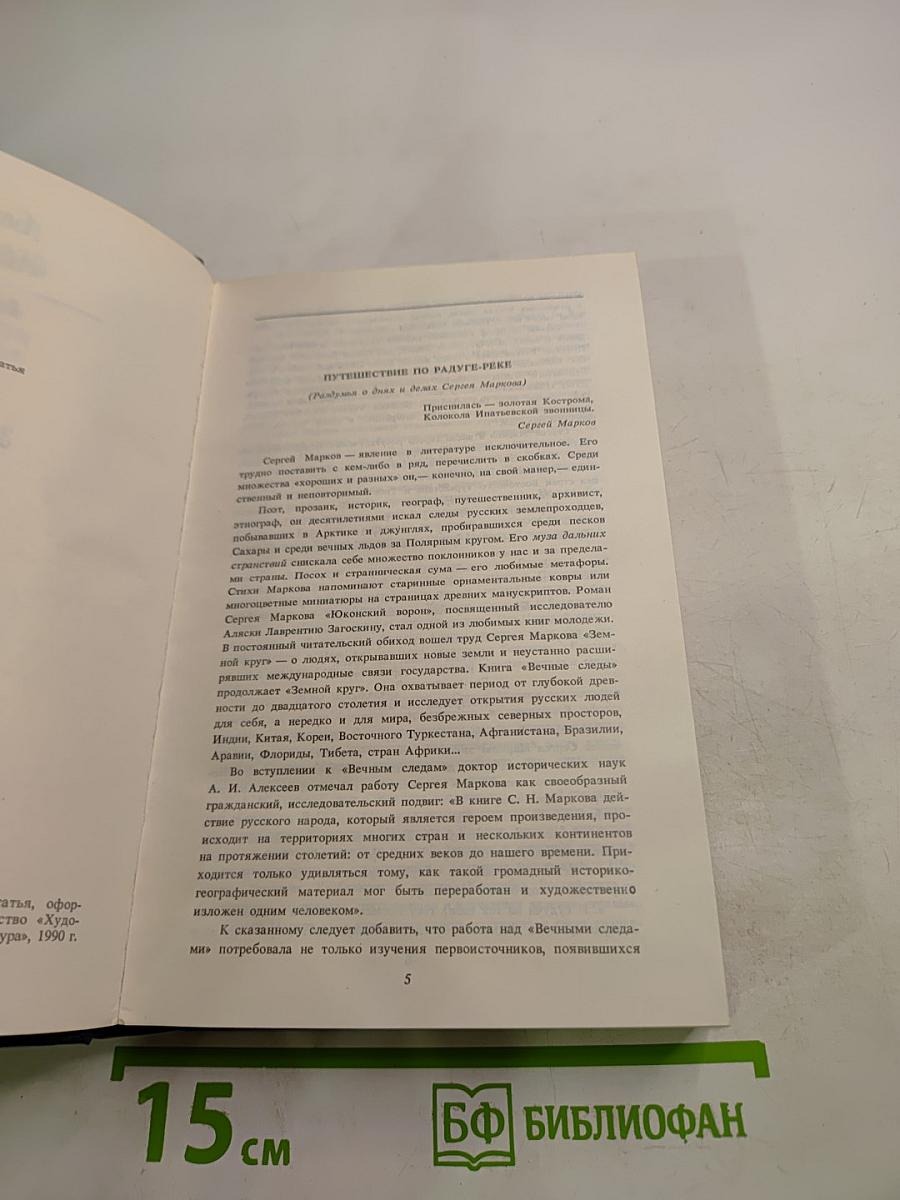 атья
атья, офор-
ство «Худо-
ура», 1990 г.
ПУТЕШЕСТВИЕ ПО РАДУГЕ-РЕКЕ
(Раздумья о днях и делах Сергея Маркова)
Приснилась — золотая Кострома,
Колокола Ипатьевской звонницы.
Сергей Марков
Сергей Марков — явление в литературе исключительное. Его
трудно поставить с кем-либо в ряд, перечислить в скобках. Среди
множества «хороших и разных» он,— конечно, на свой манер,— един-
ственный и неповторимый.
Поэт, прозаик, историк, географ, путешественник, архивист,
этнограф, он десятилетиями искал следы русских землепроходцев,
побывавших в Арктике и джунглях, пробиравшихся среди песков
Сахары и среди вечных льдов за Полярным кругом. Его муза дальних
странствий снискала себе множество поклонников у нас и за предела-
ми страны. Посох и странническая сума — его любимые метафоры.
Стихи Маркова напоминают старинные орнаментальные ковры или
многоцветные миниатюры на страницах древних манускриптов. Роман
Сергея Маркова «Юконский ворон», посвященный исследователю
Аляски Лаврентию Загоскину, стал одной из любимых книг молодежи.
В постоянный читательский обиход вошел труд Сергея Маркова «Зем-
ной круг» — о людях, открывавших новые земли и неустанно расши-
рявших международные связи государства. Книга «Вечные следы»
продолжает «Земной круг». Она охватывает период от глубокой древ-
ности до двадцатого столетия и исследует открытия русских людей
для себя, а нередко и для мира, безбрежных северных просторов,
Индии, Китая, Кореи, Восточного Туркестана, Афганистана, Бразилии,
Аравии, Флориды, Тибета, стран Африки...
Во вступлении к «Вечным следам» доктор исторических наук
А. И. Алексеев отмечал работу Сергея Маркова как своеобразный
гражданский, исследовательский подвиг: «В книге С. Н. Маркова дей-
ствие русского народа, который является героем произведения, про-
исходит на территориях многих стран и нескольких континентов
на протяжении столетий: от средних веков до нашего времени. При-
ходится только удивляться тому, как такой громадный историко-
географический материал мог быть переработан и художественно
изложен одним человеком».
К сказанному следует добавить, что работа над «Вечными следа-
ми» потребовала не только изучения первоисточников, появившихся
5
15 см
БФ БИБЛИОФАН